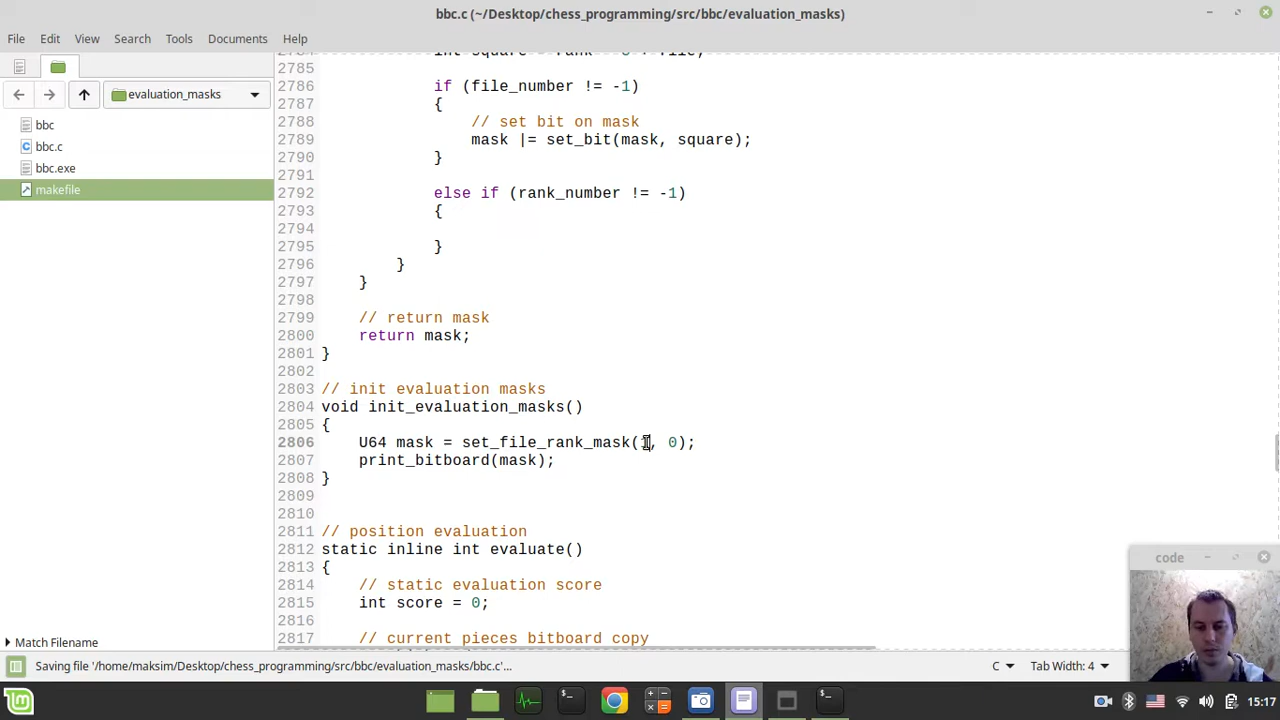 bbc.c (~/Desktop/chess_programming/src/bbc/evaluation_masks)
File Edit View Search Tools Documents Help
evaluation_masks
bbc
bbc.c
bbc.exe
makefile
2785
2786 if (file_number != -1)
2787 {
2788 // set bit on mask
2789 mask |= set_bit(mask, square);
2790 }
2791
2792 else if (rank_number != -1)
2793 {
2794
2795 }
2796 }
2797 }
2798
2799 // return mask
2800 return mask;
2801 }
2802
2803 // init evaluation masks
2804 void init_evaluation_masks()
2805 {
2806 U64 mask = set_file_rank_mask(1, 0);
2807 print_bitboard(mask);
2808 }
2809
2810
2811 // position evaluation
2812 static inline int evaluate()
2813 {
2814 // static evaluation score
2815 int score = 0;
2816
2817 // current pieces bitboard copy
code
Match Filename
Saving file '/home/maksim/Desktop/chess_programming/src/bbc/evaluation_masks/bbc.c'...
C Tab Width: 4
15:17